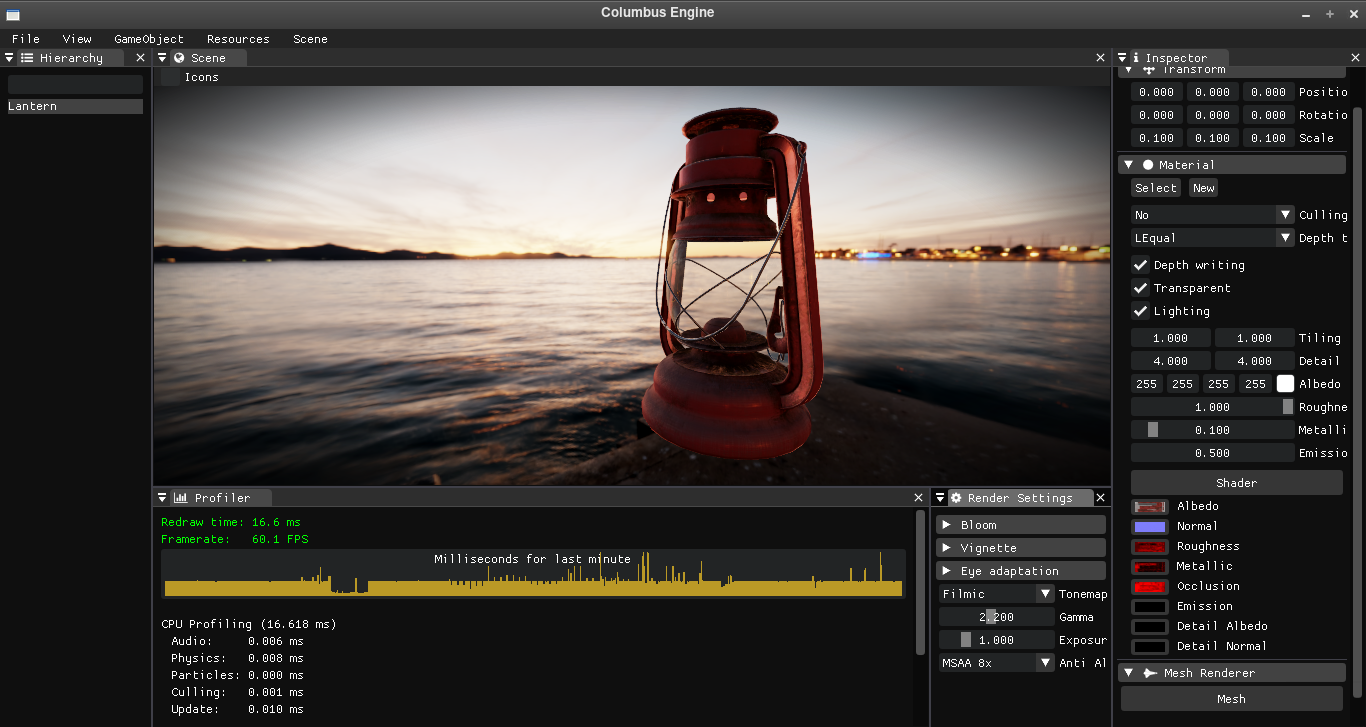 Columbus Engine
File View GameObject Resources Scene
Hierarchy
Lantern
Scene
Icons
Profiler
Redraw time: 16.6 ms
Framerate: 60.1 FPS
Milliseconds for last minute
CPU Profiling (16.618 ms)
Audio: 0.006 ms
Physics: 0.008 ms
Particles: 0.000 ms
Culling: 0.001 ms
Update: 0.010 ms
Render Settings
Bloom
Vignette
Eye adaptation
Filmic Tonemap
2.200 Gamma
1.000 Exposur
MSAA 8x Anti Al
Inspector
Transform
0.000 0.000 0.000 Positio
0.000 0.000 0.000 Rotatio
0.100 0.100 0.100 Scale
Material
Select New
No Culling
LEqual Depth t
Depth writing
Transparent
Lighting
1.000 1.000 Tiling
4.000 4.000 Detail
255 255 255 255 Albedo
1.000 Roughne
0.100 Metalli
0.500 Emissio
Shader
Albedo
Normal
Roughness
Metallic
Occlusion
Emission
Detail Albedo
Detail Normal
Mesh Renderer
Mesh